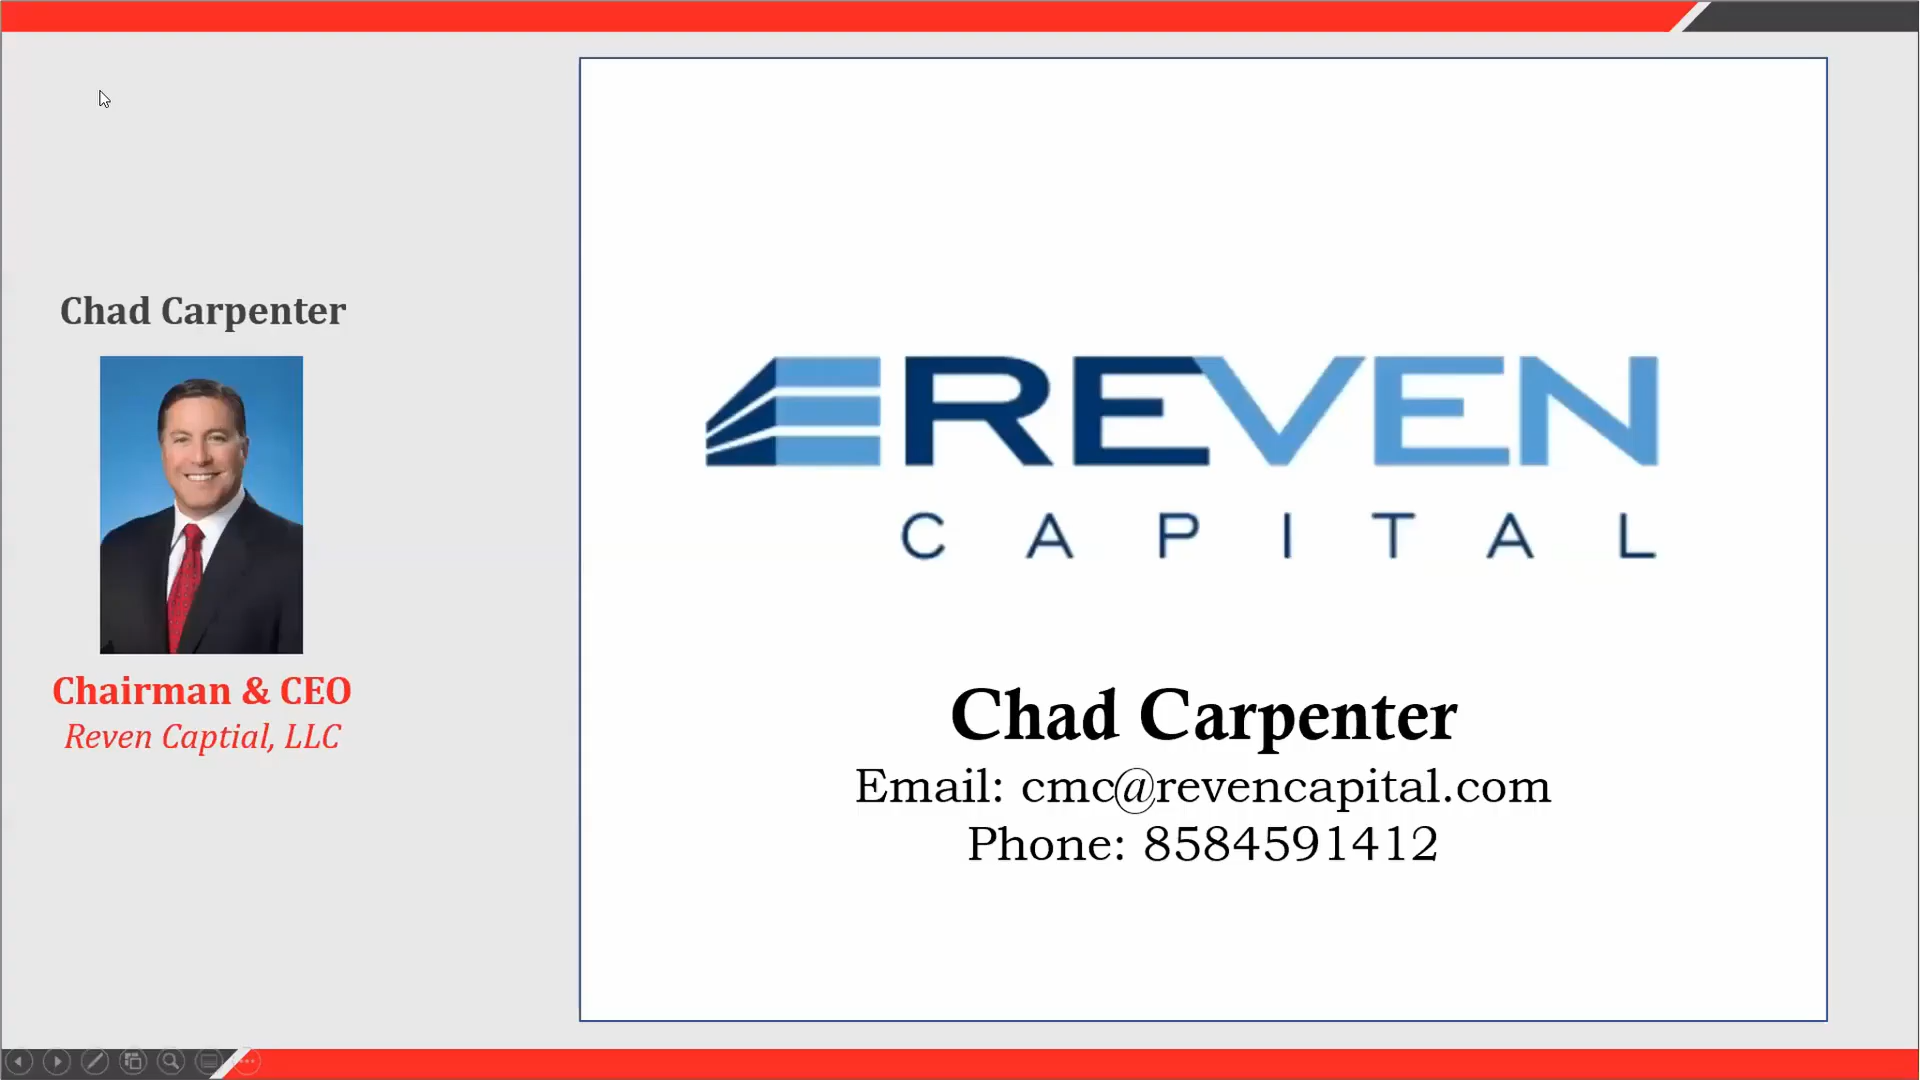 Chad Carpenter
Chairman & CEO
Reven Captial, LLC
REVEN
CAPITAL
Chad Carpenter
Email: cmc@revencapital.com
Phone: 8584591412